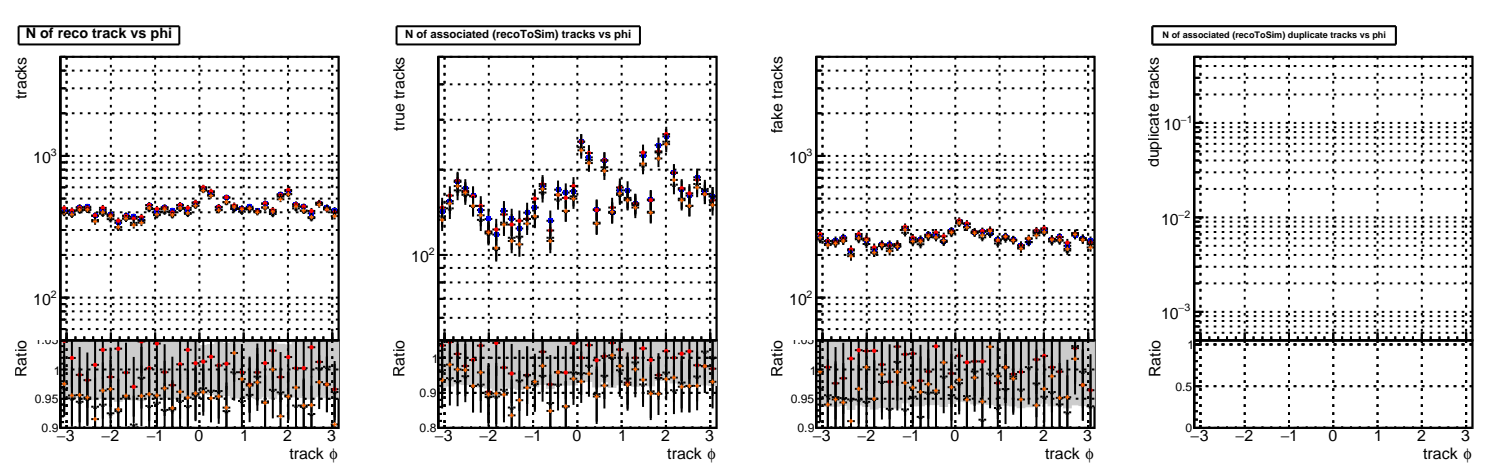 N of reco track vs phi
tracks
10³
10²
Ratio
1.05
1
0.95
0.9
−3 −2 −1 0 1 2 3
track ϕ
N of associated (recoToSim) tracks vs phi
true tracks
10²
Ratio
1
0.9
0.8
−3 −2 −1 0 1 2 3
track ϕ
fake tracks
10³
10²
Ratio
1.05
1
0.95
0.9
−3 −2 −1 0 1 2 3
track ϕ
N of associated (recoToSim) duplicate tracks vs phi
duplicate tracks
10⁻¹
10⁻²
10⁻³
Ratio
1
0.5
0
−3 −2 −1 0 1 2 3
track ϕ